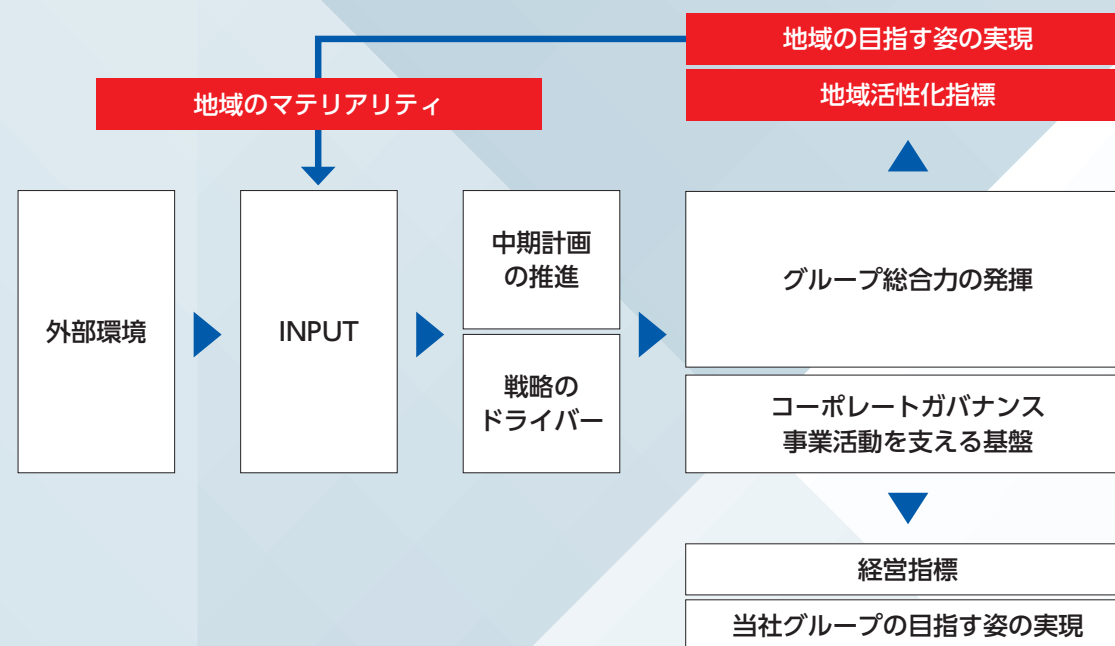 地域の目指す姿の実現
地域活性化指標
地域のマテリアリティ
外部環境
INPUT
中期計画
の推進
戦略の
ドライバー
グループ総合力の発揮
コーポレートガバナンス
事業活動を支える基盤
経営指標
当社グループの目指す姿の実現